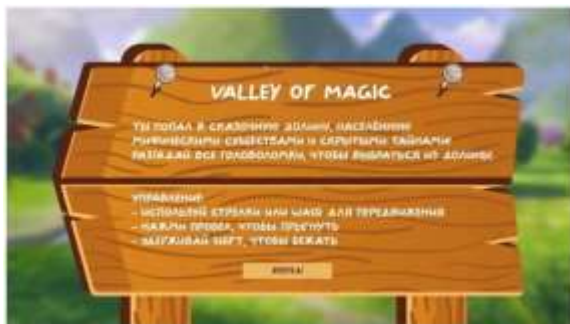 VALLEY OF MAGIC
ТЫ ПОПАЛ В СКАЗОЧНУЮ ДОЛИНУ, НАСЕЛЁННУЮ
МИФИЧЕСКИМИ СУЩЕСТВАМИ И СКРЫТЫМИ ТАЙНАМИ
РАЗГАДАЙ ВСЕ ГОЛОВОЛОМКИ, ЧТОБЫ ВЫБРАТЬСЯ ИЗ ДОЛИНЫ
УПРАВЛЕНИЕ
- ИСПОЛЬЗУЙ СТРЕЛКИ ИЛИ WASD ДЛЯ ПЕРЕДВИЖЕНИЯ
- НАЖМИ ПРОБЕЛ, ЧТОБЫ ПРЫГНУТЬ
- ЗАДЕРЖИВАЙ SHIFT, ЧТОБЫ БЕЖАТЬ